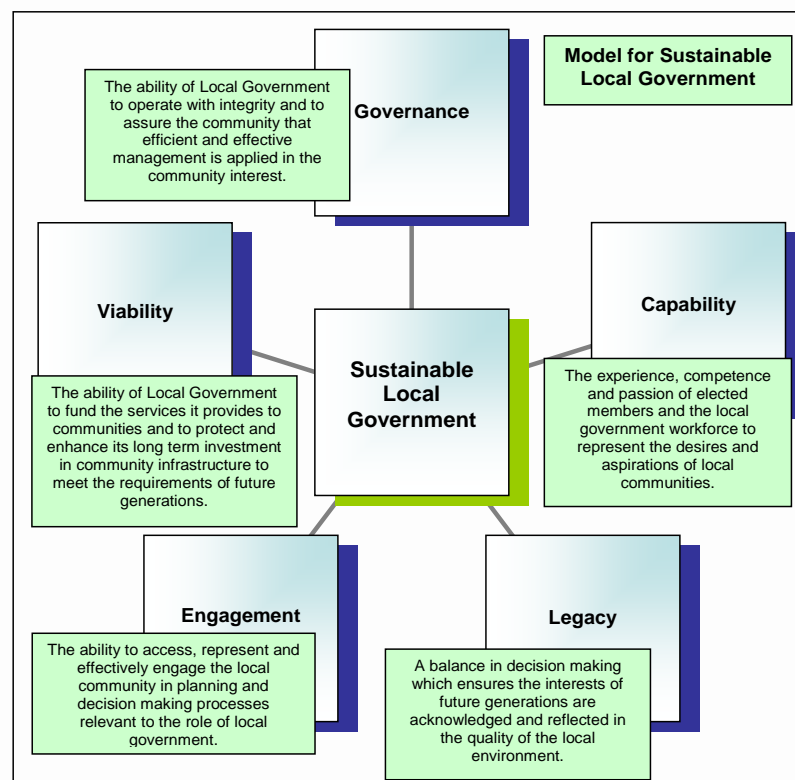 Model for Sustainable
Local Government
Governance
The ability of Local Government
to operate with integrity and to
assure the community that
efficient and effective
management is applied in the
community interest.
Viability
The ability of Local Government
to fund the services it provides to
communities and to protect and
enhance its long term investment
in community infrastructure to
meet the requirements of future
generations.
Sustainable
Local
Government
Capability
The experience, competence
and passion of elected
members and the local
government workforce to
represent the desires and
aspirations of local
communities.
Engagement
The ability to access, represent and
effectively engage the local
community in planning and
decision making processes
relevant to the role of local
government.
Legacy
A balance in decision making
which ensures the interests of
future generations are
acknowledged and reflected in
the quality of the local
environment.